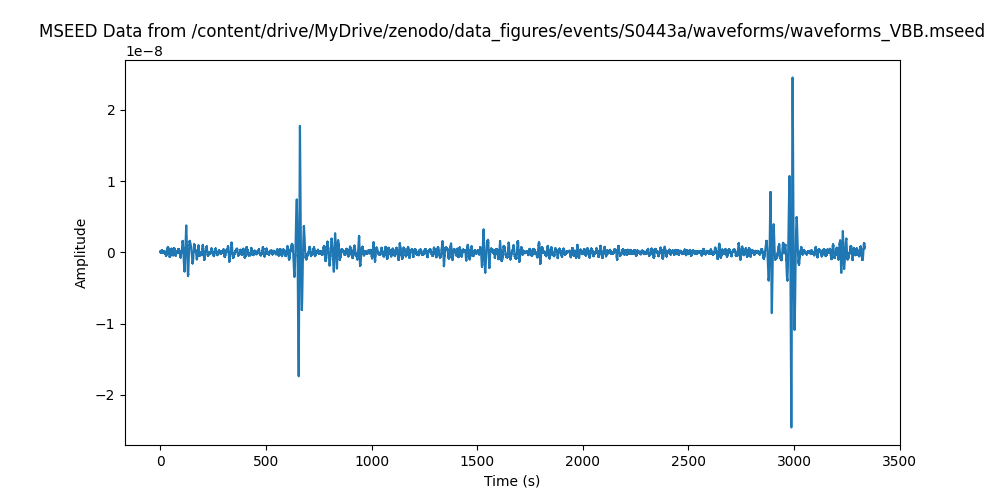 MSEED Data from /content/drive/MyDrive/zenodo/data_figures/events/S0443a/waveforms/waveforms_VBB.mseed
1e−8
2
1
0
−1
−2
Amplitude
0 500 1000 1500 2000 2500 3000 3500
Time (s)